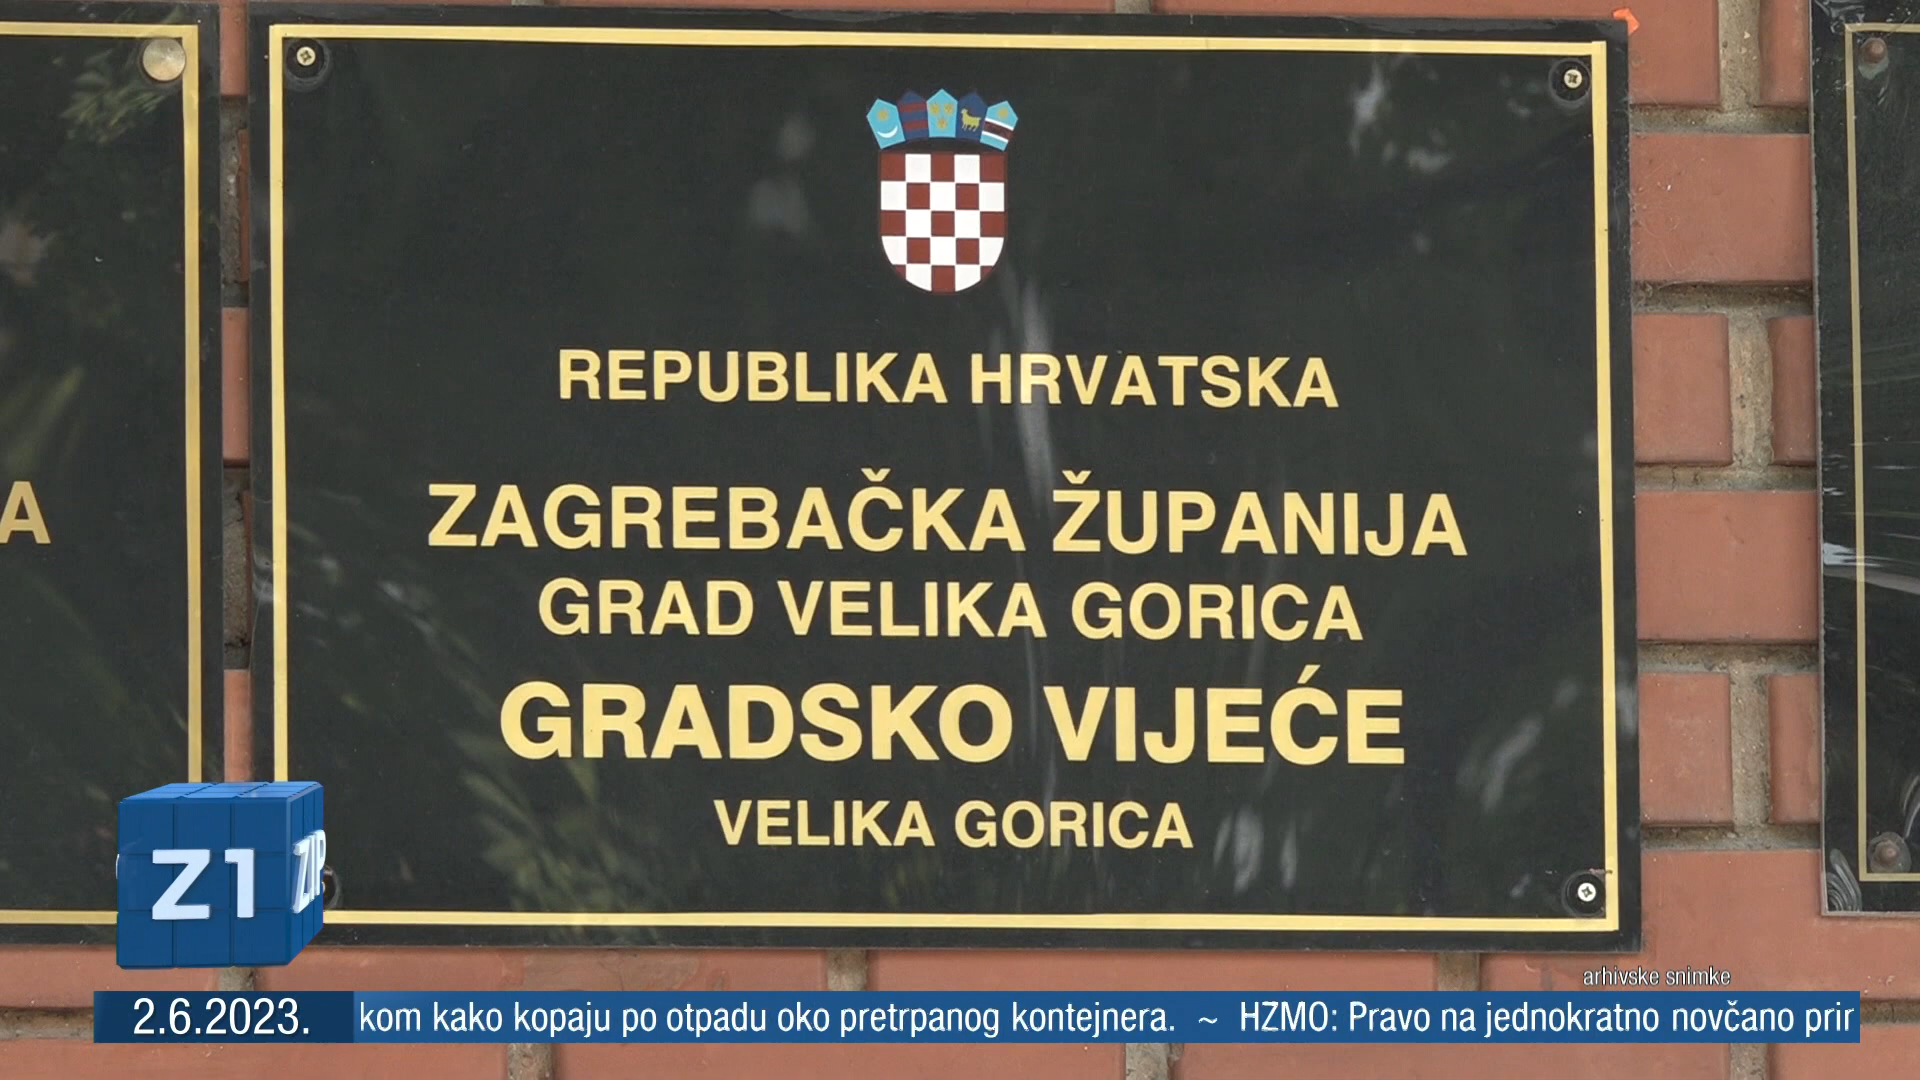 REPUBLIKA HRVATSKA
ZAGREBAČKA ŽUPANIJA
GRAD VELIKA GORICA
GRADSKO VIJEĆE
VELIKA GORICA
A
Z1
ZIP
arhivske snimke
2.6.2023.
kom kako kopaju po otpadu oko pretrpanog kontejnera. ~ HZMO: Pravo na jednokratno novčano prir